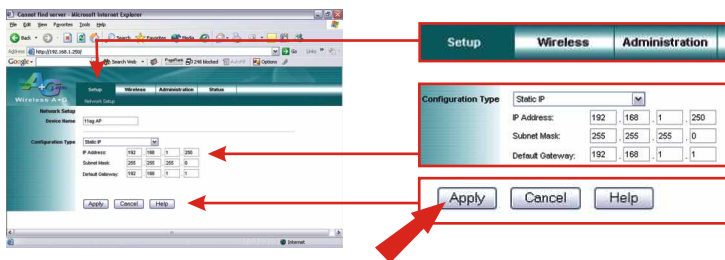 Cannot find server - Microsoft Internet Explorer
File Edit View Favorites Tools Help
Back Search Favorites Media
Address http://192.168.1.250/ Go Links
Google Search Web PageRank 248 blocked Options
A+G
Wireless A+G
Setup Wireless Administration Status
Network Setup
Network Setup
Device Name 11ag AP
Configuration Type Static IP
IP Address: 192 . 168 . 1 . 250
Subnet Mask: 255 . 255 . 255 . 0
Default Gateway: 192 . 168 . 1 . 1
Apply Cancel Help
Internet
Setup Wireless Administration
Configuration Type Static IP
IP Address: 192 . 168 . 1 . 250
Subnet Mask: 255 . 255 . 255 . 0
Default Gateway: 192 . 168 . 1 . 1
Apply Cancel Help